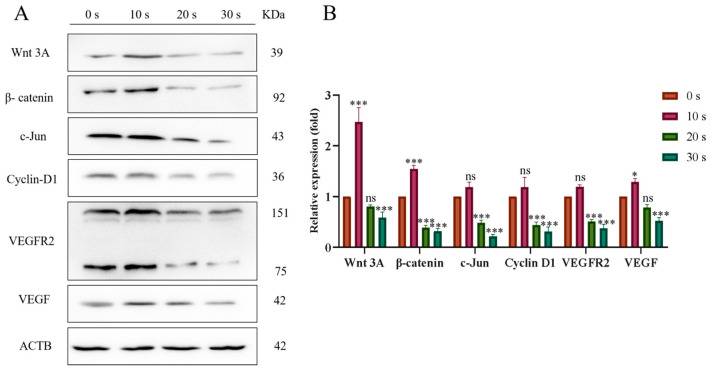 A
0 s 10 s 20 s 30 s KDa
Wnt 3A 39
β- catenin 92
c-Jun 43
Cyclin-D1 36
151
VEGFR2
75
VEGF 42
ACTB 42
B
Relative expression (fold)
3
2
1
0
*** ns ***
*** *** ***
ns *** ***
ns *** ***
ns *** ***
* ns ***
Wnt 3A β-catenin c-Jun Cyclin D1 VEGFR2 VEGF
0 s
10 s
20 s
30 s